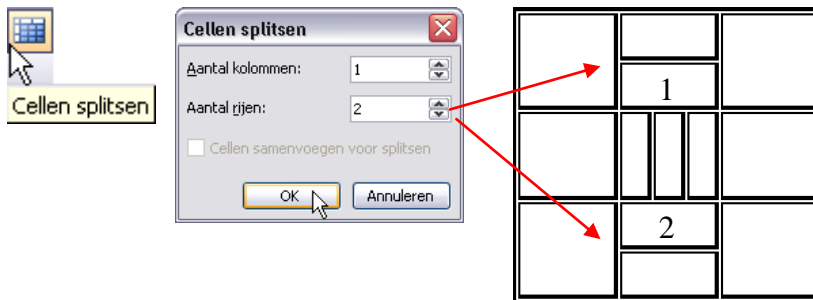 Cellen splitsen
Cellen splitsen
Aantal kolommen: 1
Aantal rijen: 2
Cellen samenvoegen voor splitsen
OK Annuleren
1
2